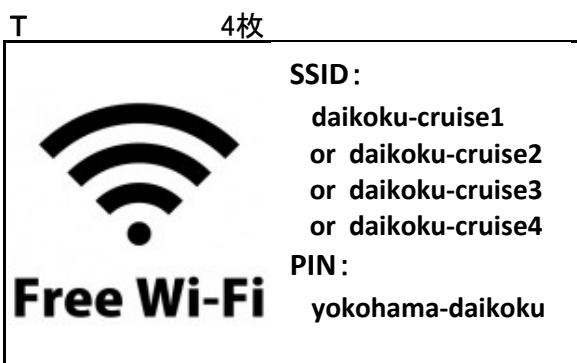 T 4枚
SSID：
daikoku-cruise1
or daikoku-cruise2
or daikoku-cruise3
or daikoku-cruise4
PIN：
yokohama-daikoku
Free Wi-Fi